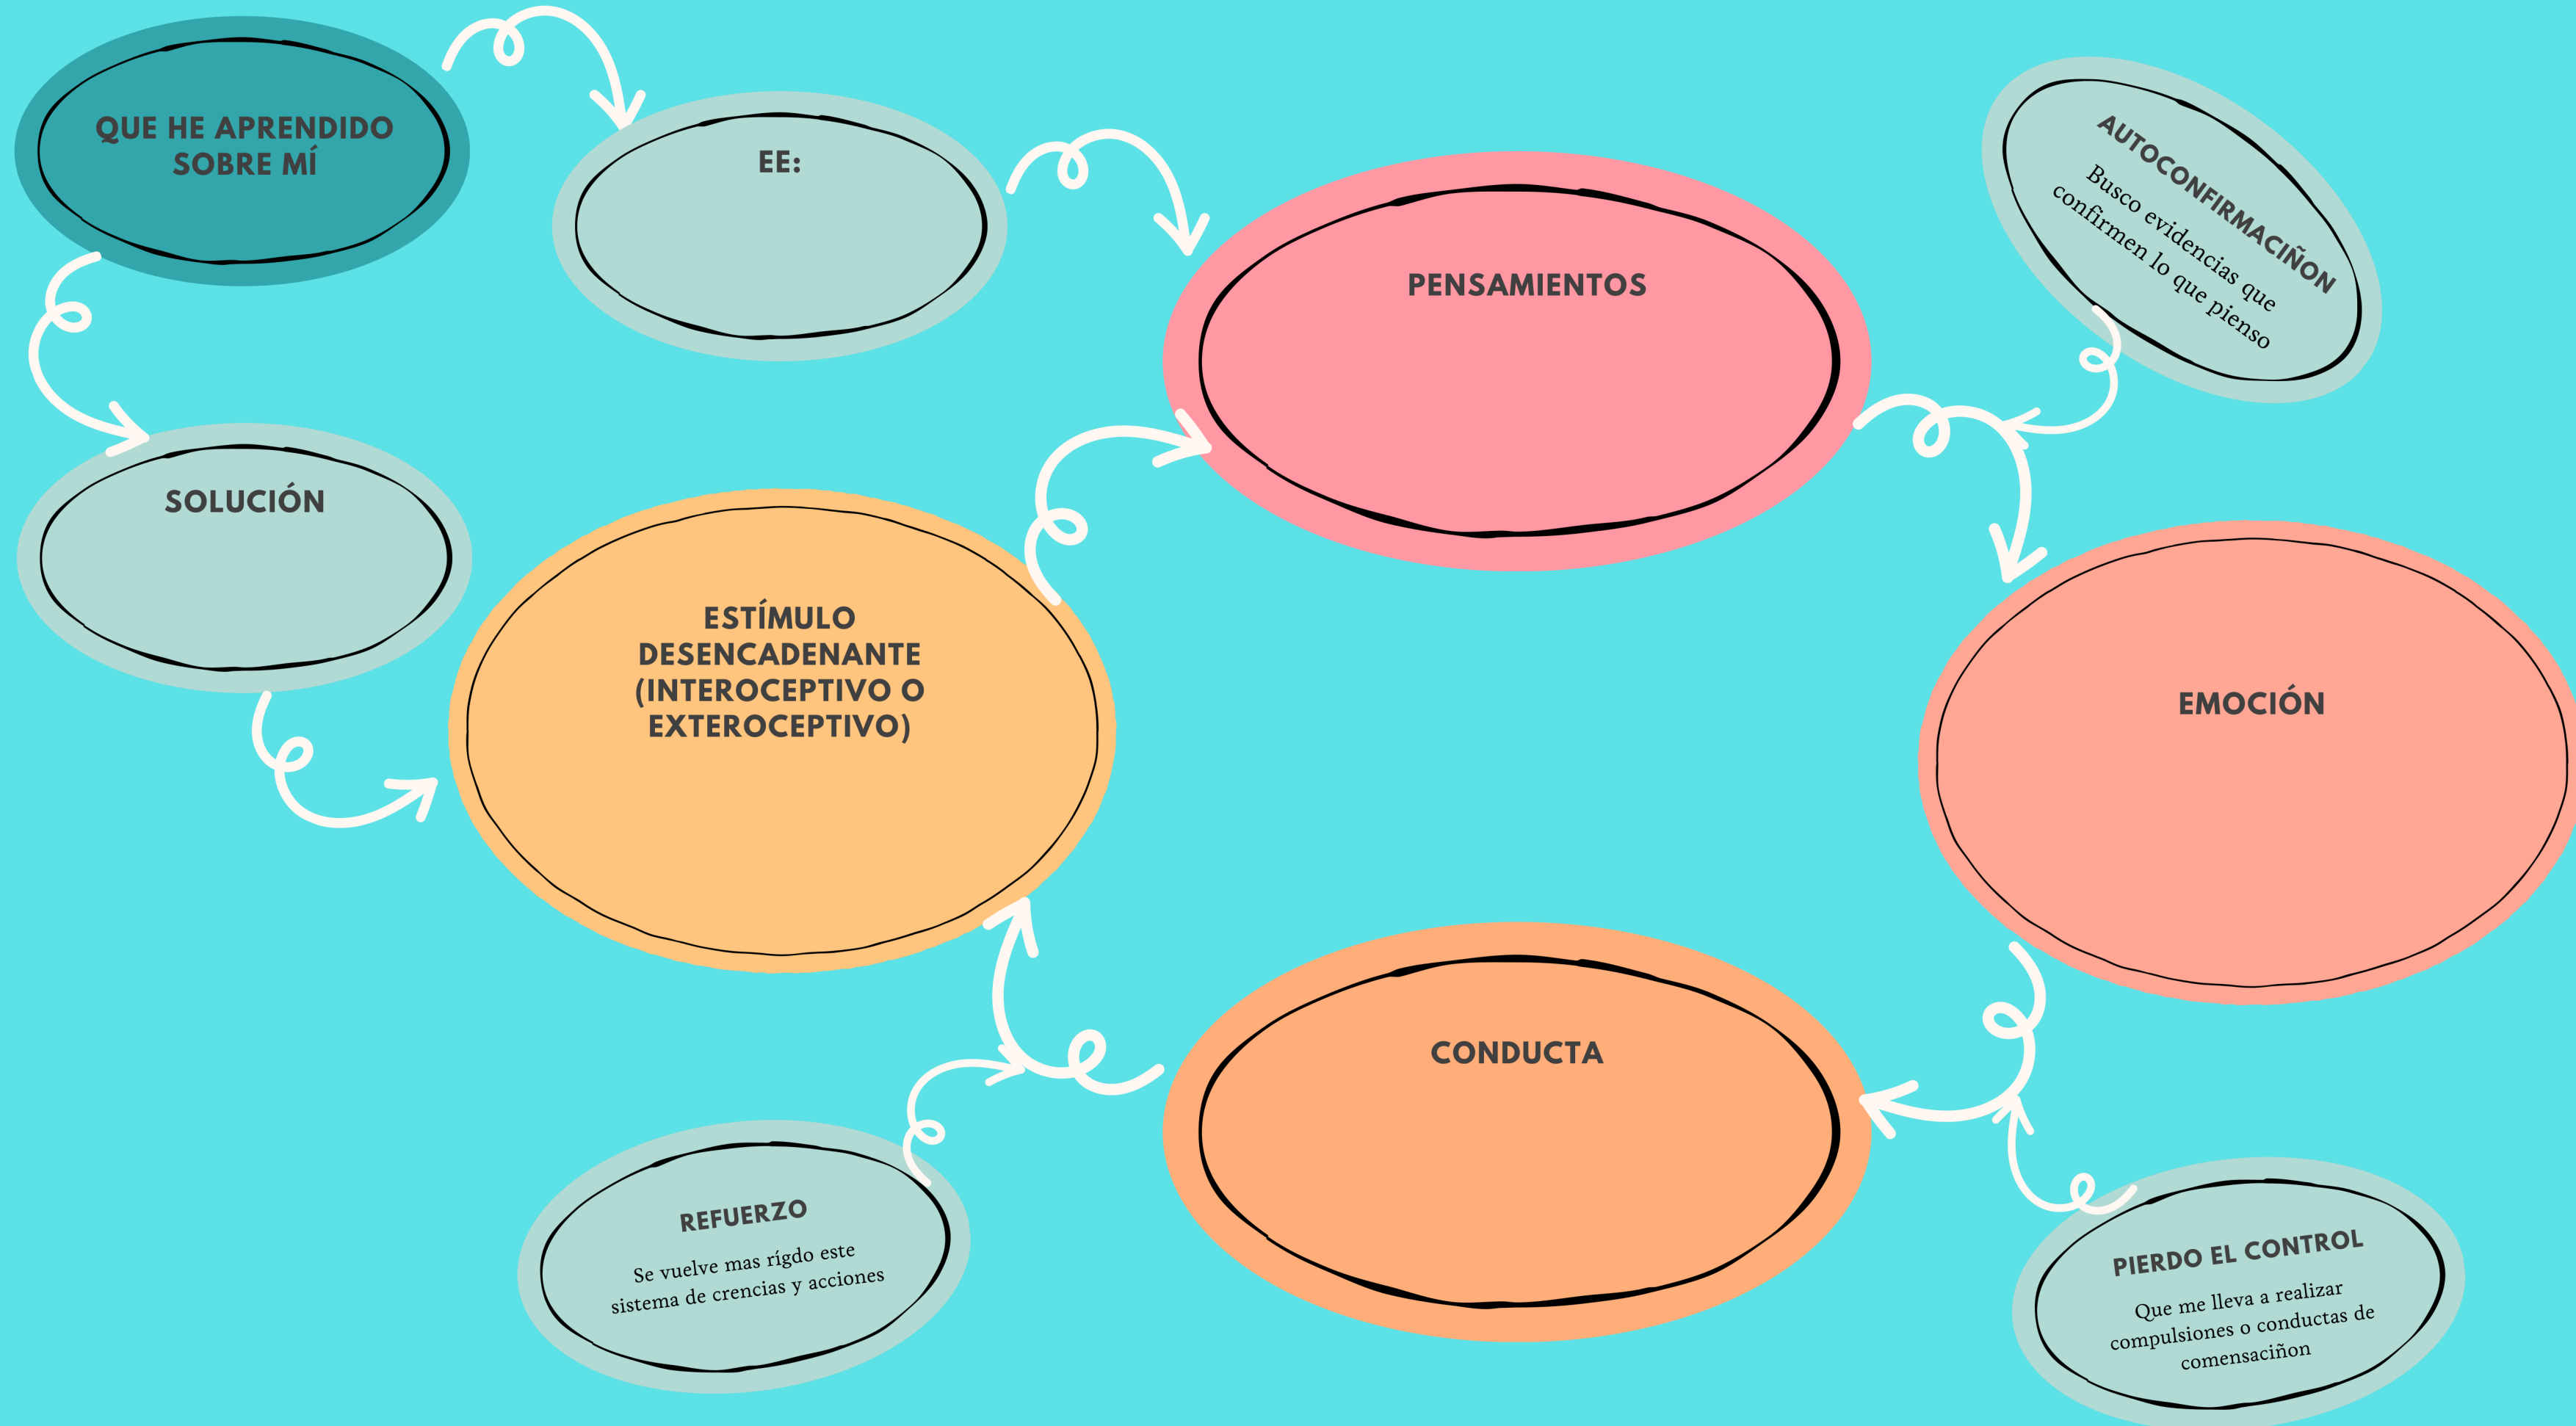 QUE HE APRENDIDO
SOBRE MÍ
EE:
PENSAMIENTOS
AUTOCONFIRMACIÑON
Busco evidencias que
confirmen lo que pienso
SOLUCIÓN
ESTÍMULO
DESENCADENANTE
(INTEROCEPTIVO O
EXTEROCEPTIVO)
EMOCIÓN
CONDUCTA
REFUERZO
Se vuelve mas rígdo este
sistema de crencias y acciones
PIERDO EL CONTROL
Que me lleva a realizar
compulsiones o conductas de
comensaciñon